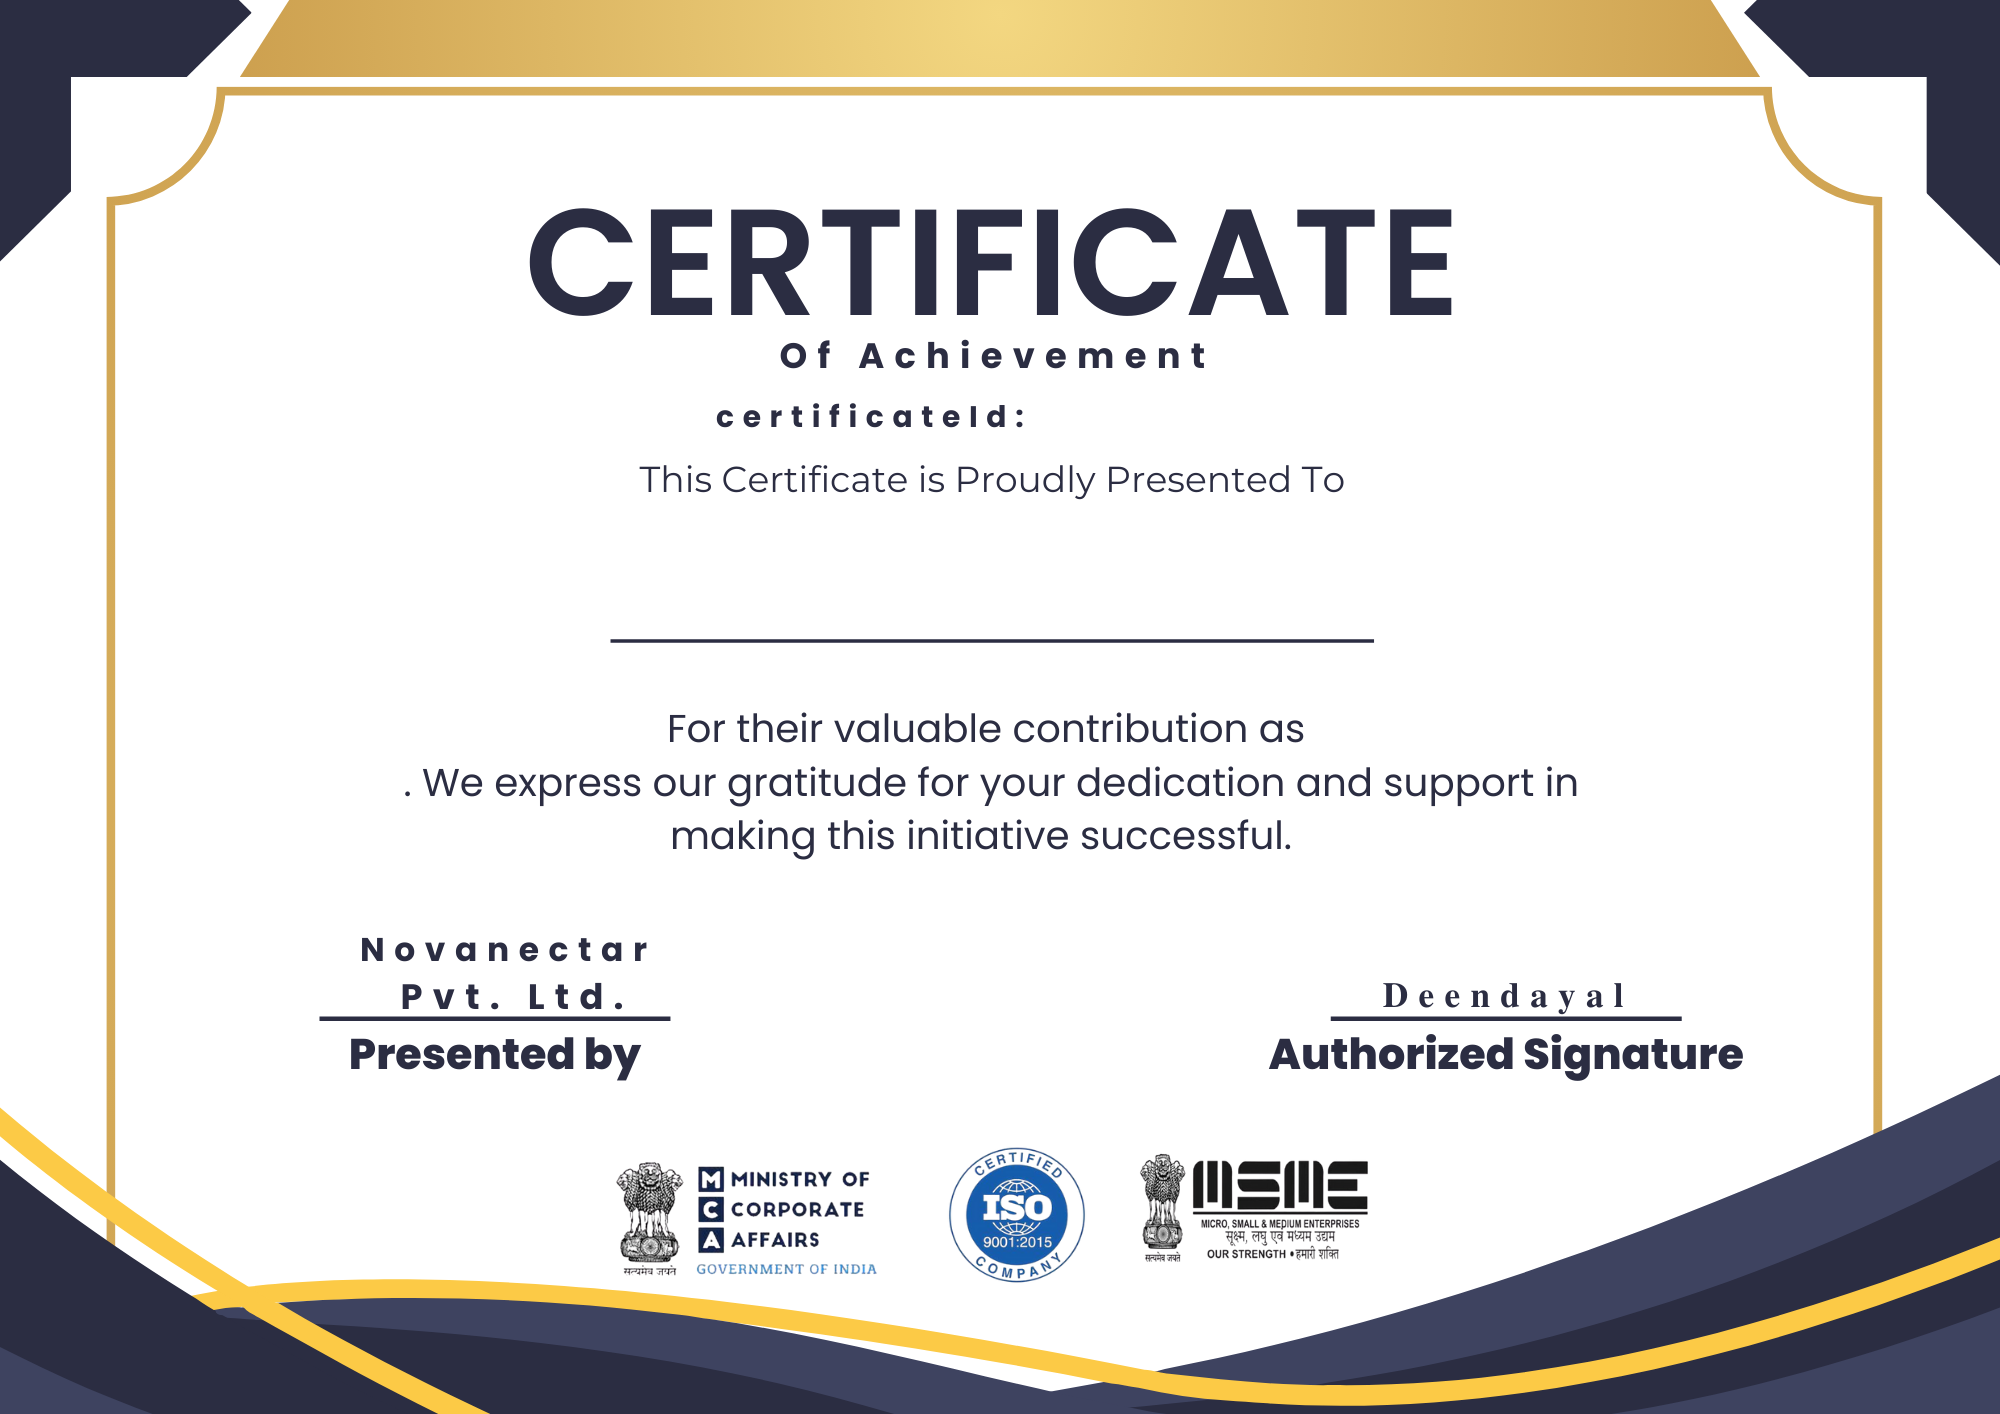 CERTIFICATE
Of Achievement
certificateId:
This Certificate is Proudly Presented To
For their valuable contribution as
. We express our gratitude for your dedication and support in
making this initiative successful.
Novanectar
Pvt. Ltd.
Presented by
Deendayal
Authorized Signature
सत्यमेव जयते
M MINISTRY OF
C CORPORATE
A AFFAIRS
GOVERNMENT OF INDIA
CERTIFIED
ISO
9001:2015
COMPANY
सत्यमेव जयते
MSME
MICRO, SMALL & MEDIUM ENTERPRISES
सूक्ष्म, लघु एवं मध्यम उद्यम
OUR STRENGTH • हमारी शक्ति